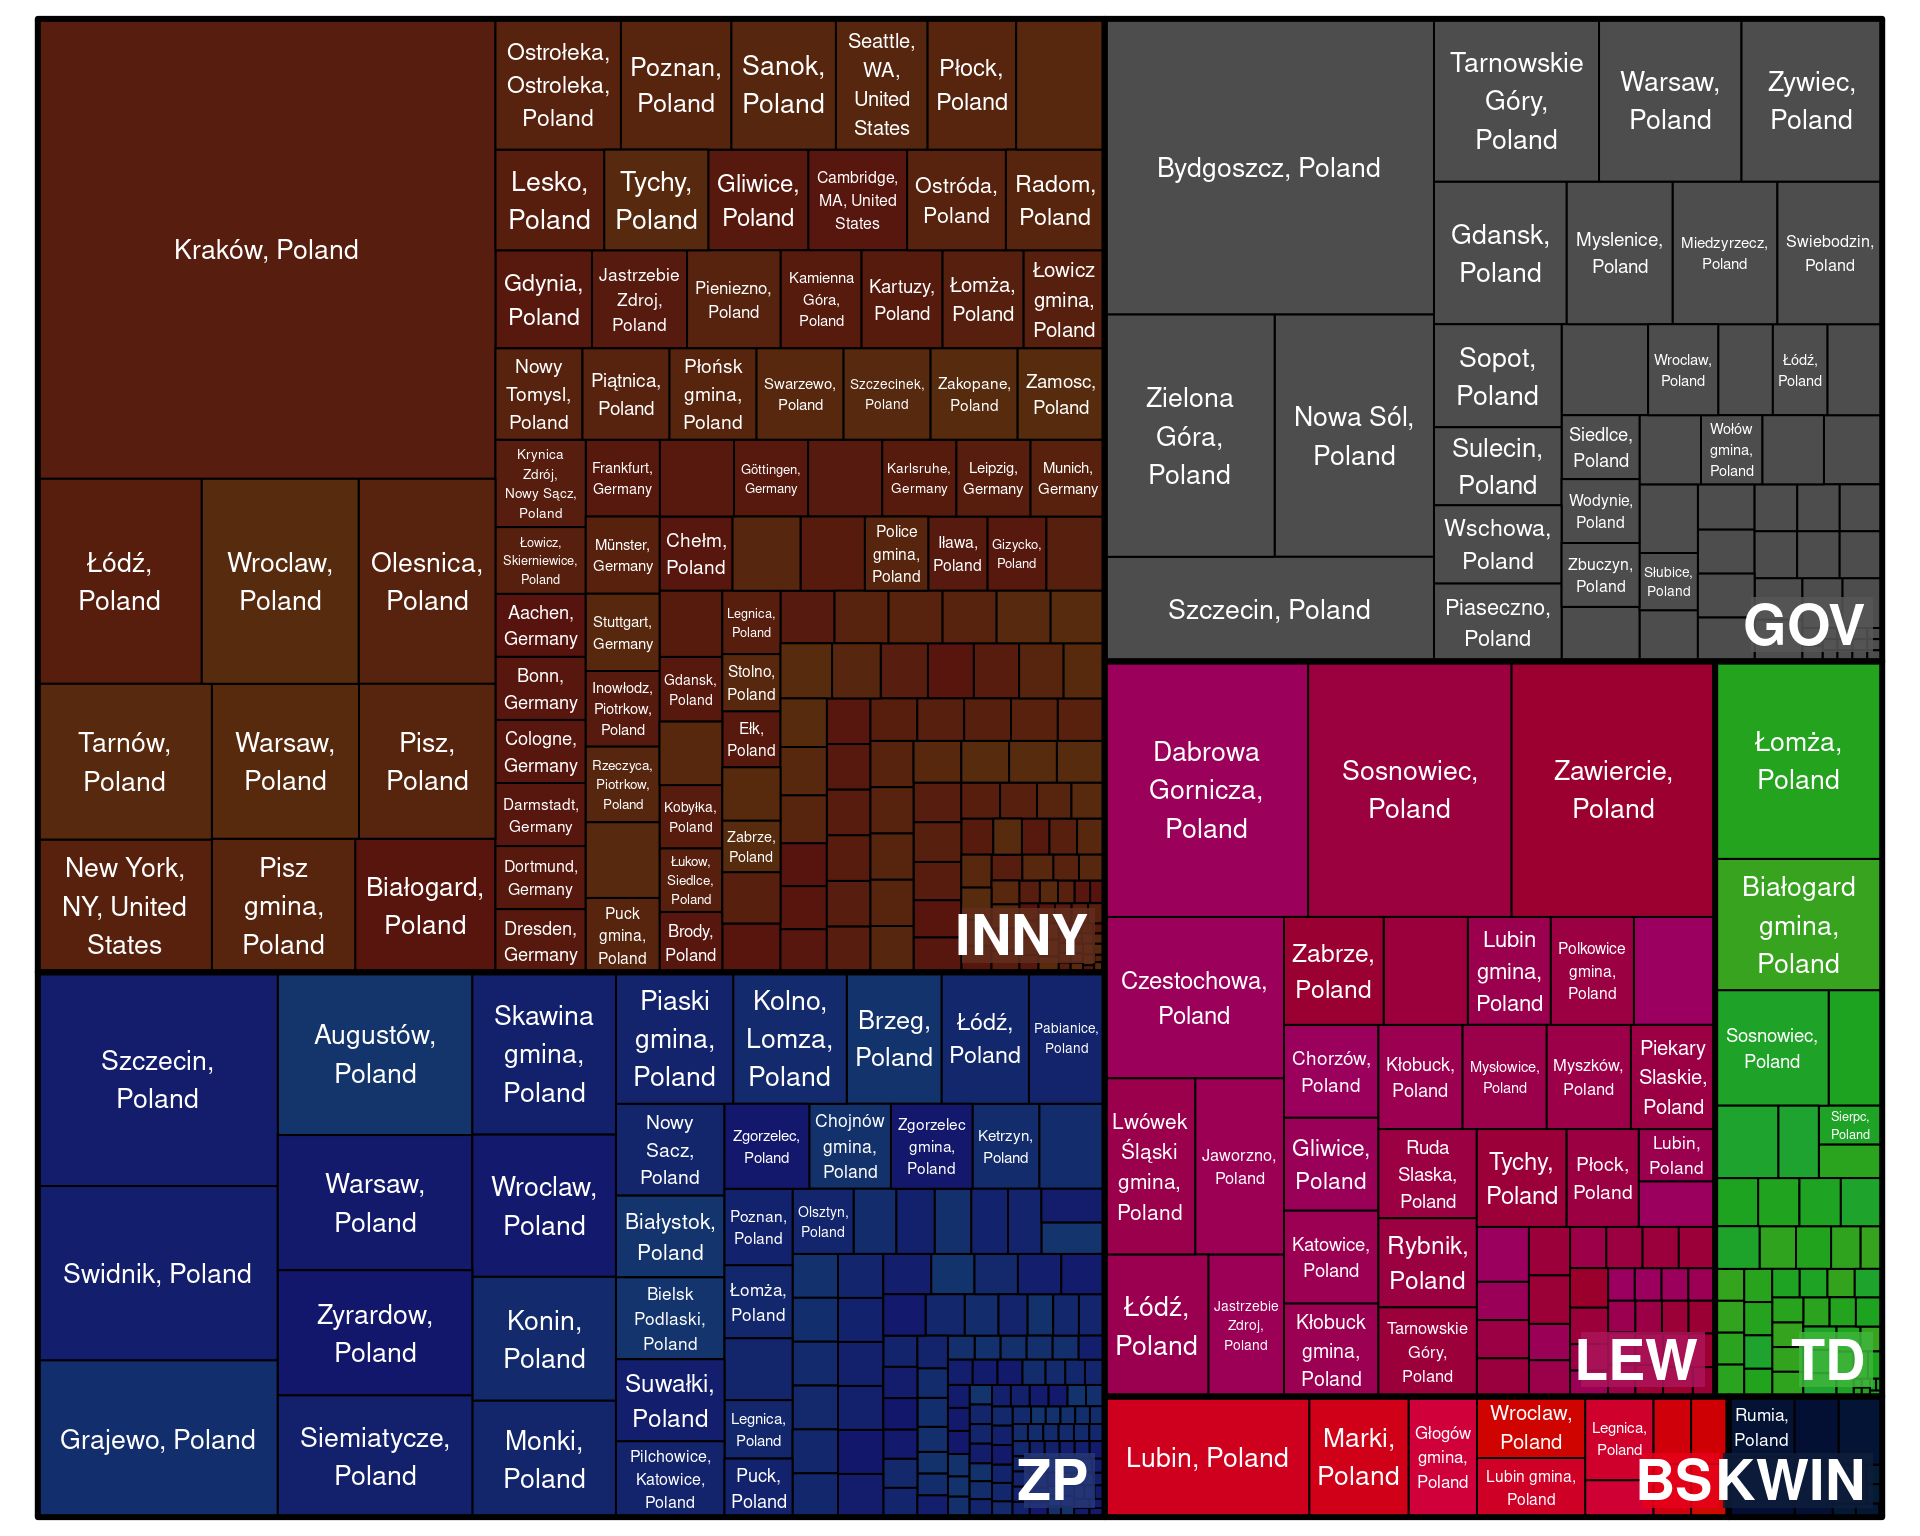 Kraków, Poland
Łódź,
Poland
Wroclaw,
Poland
Olesnica,
Poland
Tarnów,
Poland
Warsaw,
Poland
Pisz,
Poland
New York,
NY, United
States
Pisz
gmina,
Poland
Białogard,
Poland
Ostrołeka,
Ostroleka,
Poland
Poznan,
Poland
Sanok,
Poland
Seattle,
WA,
United
States
Płock,
Poland
Lesko,
Poland
Tychy,
Poland
Gliwice,
Poland
Cambridge,
MA, United
States
Ostróda,
Poland
Radom,
Poland
Gdynia,
Poland
Jastrzebie
Zdroj,
Poland
Pieniezno,
Poland
Kamienna
Góra,
Poland
Kartuzy,
Poland
Łomża,
Poland
Łowicz
gmina,
Poland
Nowy
Tomysl,
Poland
Piątnica,
Poland
Płońsk
gmina,
Poland
Swarzewo,
Poland
Szczecinek,
Poland
Zakopane,
Poland
Zamosc,
Poland
Krynica
Zdrój,
Nowy Sącz,
Poland
Frankfurt,
Germany
Göttingen,
Germany
Karlsruhe,
Germany
Leipzig,
Germany
Munich,
Germany
Łowicz,
Skierniewice,
Poland
Münster,
Germany
Chełm,
Poland
Police
gmina,
Poland
Iława,
Poland
Gizycko,
Poland
Aachen,
Germany
Stuttgart,
Germany
Legnica,
Poland
Bonn,
Germany
Inowłodz,
Piotrkow,
Poland
Gdansk,
Poland
Stolno,
Poland
Cologne,
Germany
Rzeczyca,
Piotrkow,
Poland
Ełk,
Poland
Darmstadt,
Germany
Kobyłka,
Poland
Zabrze,
Poland
Dortmund,
Germany
Łukow,
Siedlce,
Poland
Dresden,
Germany
Puck
gmina,
Poland
Brody,
Poland
INNY
Bydgoszcz, Poland
Tarnowskie
Góry,
Poland
Warsaw,
Poland
Zywiec,
Poland
Gdansk,
Poland
Myslenice,
Poland
Miedzyrzecz,
Poland
Swiebodzin,
Poland
Zielona
Góra,
Poland
Nowa Sól,
Poland
Szczecin, Poland
Sopot,
Poland
Wroclaw,
Poland
Łódź,
Poland
Sulecin,
Poland
Siedlce,
Poland
Wołów
gmina,
Poland
Wschowa,
Poland
Wodynie,
Poland
Zbuczyn,
Poland
Słubice,
Poland
Piaseczno,
Poland
GOV
Szczecin,
Poland
Augustów,
Poland
Skawina
gmina,
Poland
Swidnik, Poland
Warsaw,
Poland
Wroclaw,
Poland
Zyrardow,
Poland
Konin,
Poland
Grajewo, Poland
Siemiatycze,
Poland
Monki,
Poland
Piaski
gmina,
Poland
Kolno,
Lomza,
Poland
Brzeg,
Poland
Łódź,
Poland
Pabianice,
Poland
Nowy
Sacz,
Poland
Zgorzelec,
Poland
Chojnów
gmina,
Poland
Zgorzelec
gmina,
Poland
Ketrzyn,
Poland
Białystok,
Poland
Poznan,
Poland
Olsztyn,
Poland
Bielsk
Podlaski,
Poland
Łomża,
Poland
Suwałki,
Poland
Legnica,
Poland
Pilchowice,
Katowice,
Poland
Puck,
Poland
ZP
Dabrowa
Gornicza,
Poland
Sosnowiec,
Poland
Zawiercie,
Poland
Czestochowa,
Poland
Zabrze,
Poland
Lubin
gmina,
Poland
Polkowice
gmina,
Poland
Chorzów,
Poland
Kłobuck,
Poland
Mysłowice,
Poland
Myszków,
Poland
Piekary
Slaskie,
Poland
Lwówek
Śląski
gmina,
Poland
Jaworzno,
Poland
Gliwice,
Poland
Ruda
Slaska,
Poland
Tychy,
Poland
Płock,
Poland
Lubin,
Poland
Katowice,
Poland
Rybnik,
Poland
Łódź,
Poland
Jastrzebie
Zdroj,
Poland
Kłobuck
gmina,
Poland
Tarnowskie
Góry,
Poland
LEW
Łomża,
Poland
Białogard
gmina,
Poland
Sosnowiec,
Poland
Sierpc,
Poland
TD
Lubin, Poland
Marki,
Poland
Głogów
gmina,
Poland
Wroclaw,
Poland
Lubin gmina,
Poland
Legnica,
Poland
BS
Rumia,
Poland
KWIN